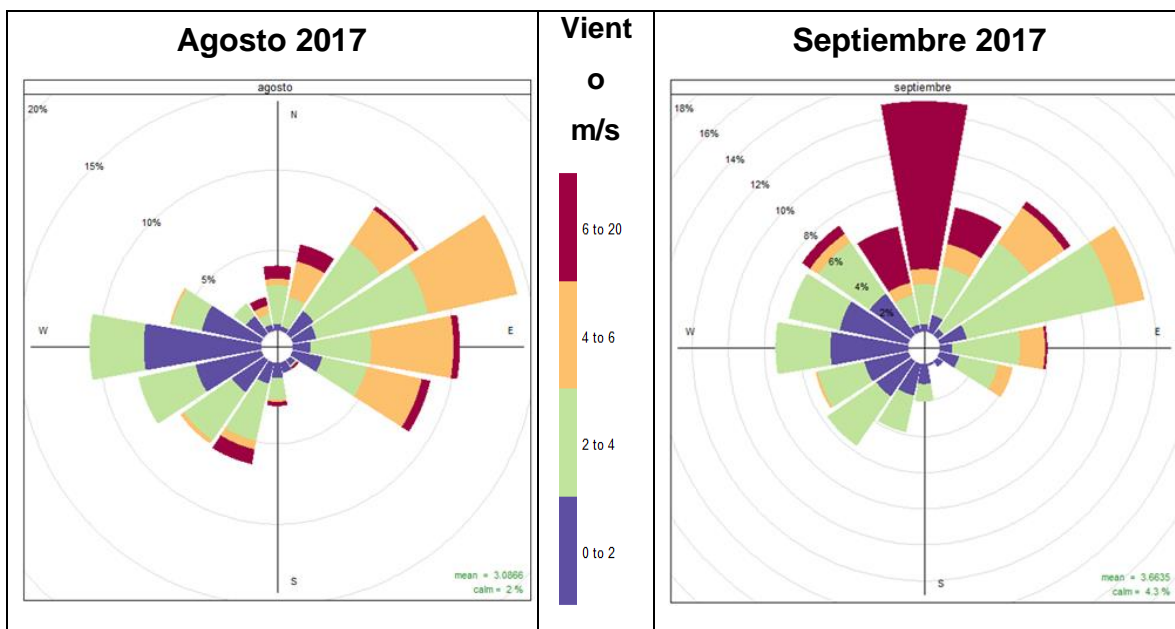 Agosto 2017
agosto
20%
15%
10%
5%
N
W
E
S
mean = 3.0866
calm = 2 %
Vient
o
m/s
6 to 20
4 to 6
2 to 4
0 to 2
Septiembre 2017
septiembre
18%
16%
14%
12%
10%
8%
6%
4%
2%
W
E
S
mean = 3.6635
calm = 4.3 %